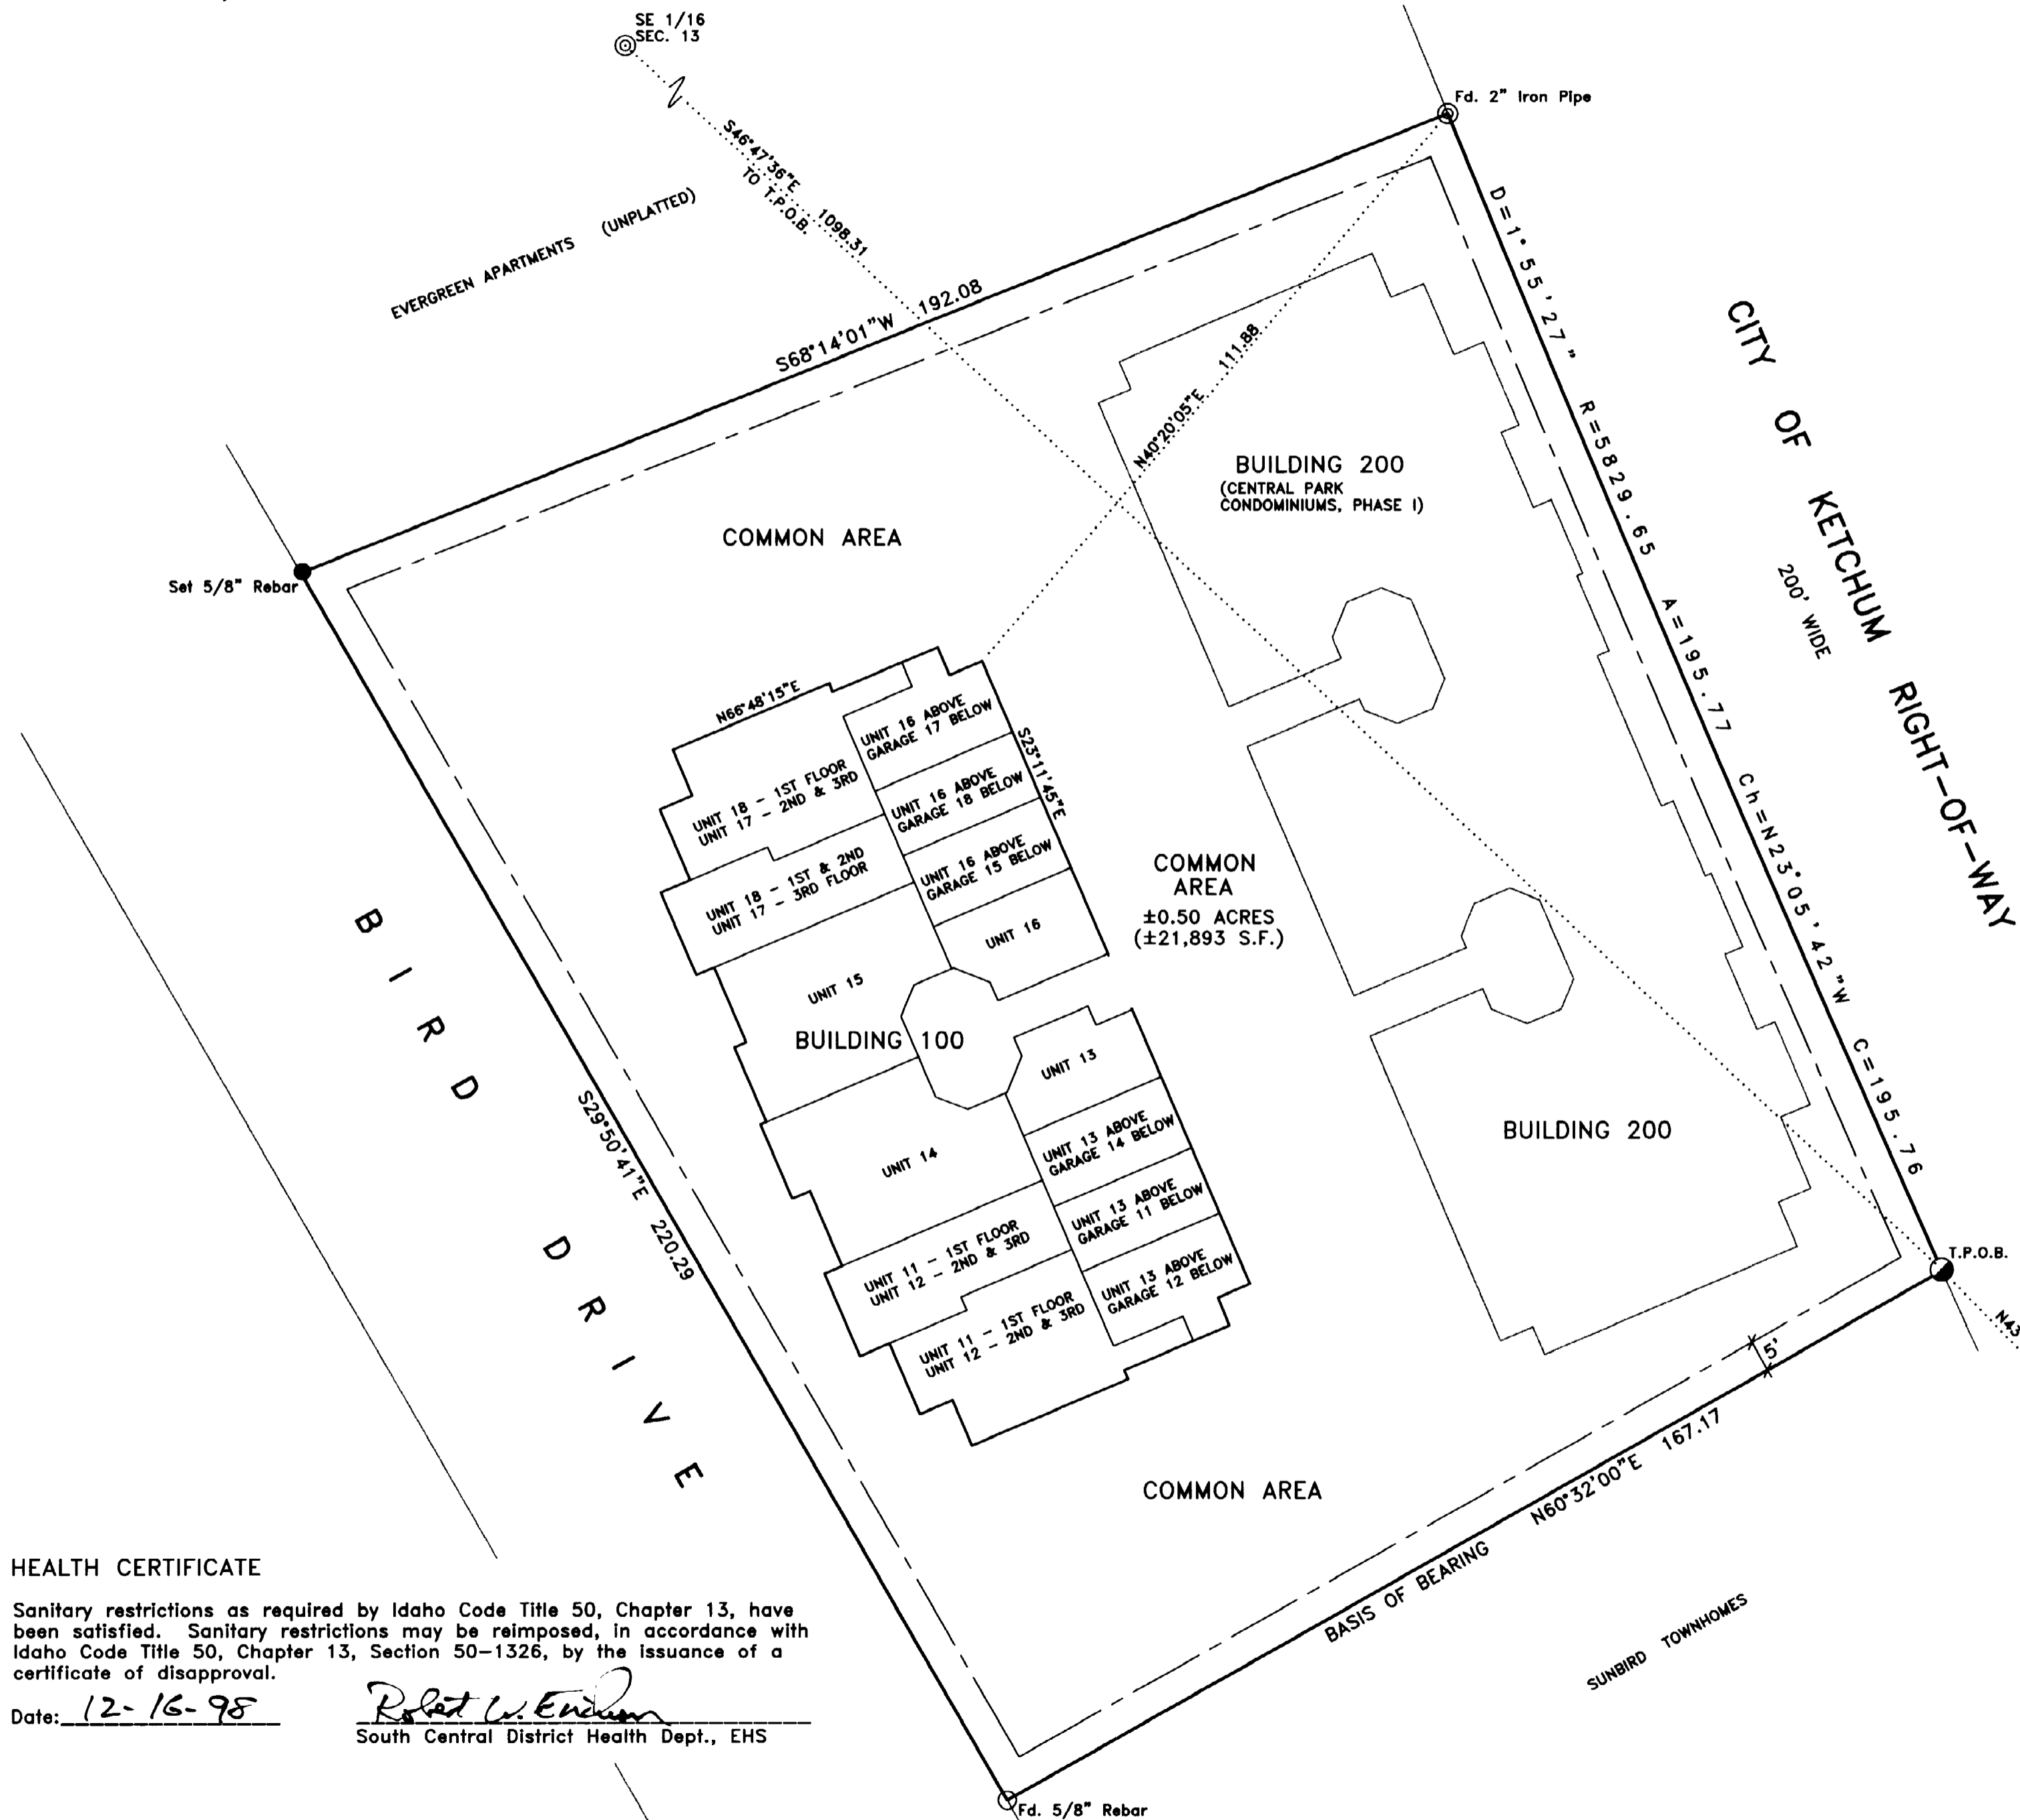 SE 1/16
SEC. 13
Fd. 2" Iron Pipe
S46°47'36"E 1098.31
TO T.P.O.B.
EVERGREEN APARTMENTS (UNPLATTED)
S68°14'01"W 192.08
D=1°55'27" R=5829.65 A=195.77 Ch=N23°05'42"W C=195.76
CITY OF KETCHUM RIGHT-OF-WAY
200' WIDE
N40°20'05"E 111.88
BUILDING 200
(CENTRAL PARK
CONDOMINIUMS, PHASE I)
COMMON AREA
Set 5/8" Rebar
N66°48'15"E
S23°11'45"E
UNIT 16 ABOVE
GARAGE 17 BELOW
UNIT 18 - 1ST FLOOR
UNIT 17 - 2ND & 3RD
UNIT 16 ABOVE
GARAGE 18 BELOW
UNIT 18 - 1ST & 2ND
UNIT 17 - 3RD FLOOR
UNIT 16 ABOVE
GARAGE 15 BELOW
UNIT 16
COMMON
AREA
±0.50 ACRES
(±21,893 S.F.)
UNIT 15
BUILDING 100
UNIT 13
UNIT 14
UNIT 13 ABOVE
GARAGE 14 BELOW
UNIT 13 ABOVE
GARAGE 11 BELOW
UNIT 11 - 1ST FLOOR
UNIT 12 - 2ND & 3RD
UNIT 13 ABOVE
GARAGE 12 BELOW
UNIT 11 - 1ST FLOOR
UNIT 12 - 2ND & 3RD
BUILDING 200
BIRD DRIVE
S29°50'41"E 220.29
T.P.O.B.
N43
5'
COMMON AREA
BASIS OF BEARING N60°32'00"E 167.17
SUNBIRD TOWNHOMES
HEALTH CERTIFICATE
Sanitary restrictions as required by Idaho Code Title 50, Chapter 13, have
been satisfied. Sanitary restrictions may be reimposed, in accordance with
Idaho Code Title 50, Chapter 13, Section 50-1326, by the issuance of a
certificate of disapproval.
Date: 12-16-98 Robert W.
South Central District Health Dept., EHS
Fd. 5/8" Rebar